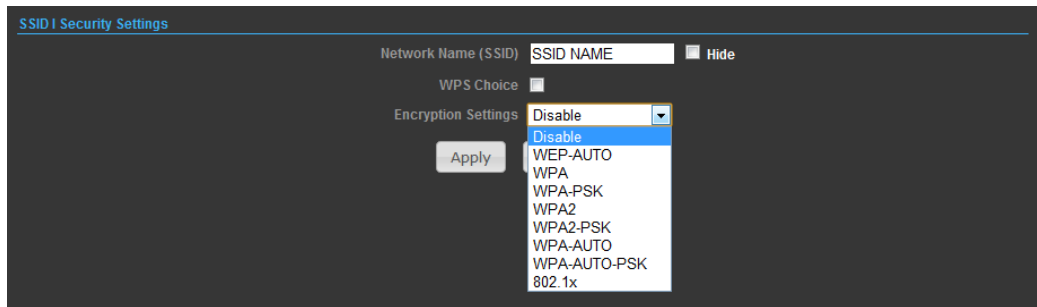 SSID I Security Settings
Network Name (SSID) SSID NAME Hide
WPS Choice
Encryption Settings Disable
Disable
WEP-AUTO
WPA
WPA-PSK
WPA2
WPA2-PSK
WPA-AUTO
WPA-AUTO-PSK
802.1x
Apply